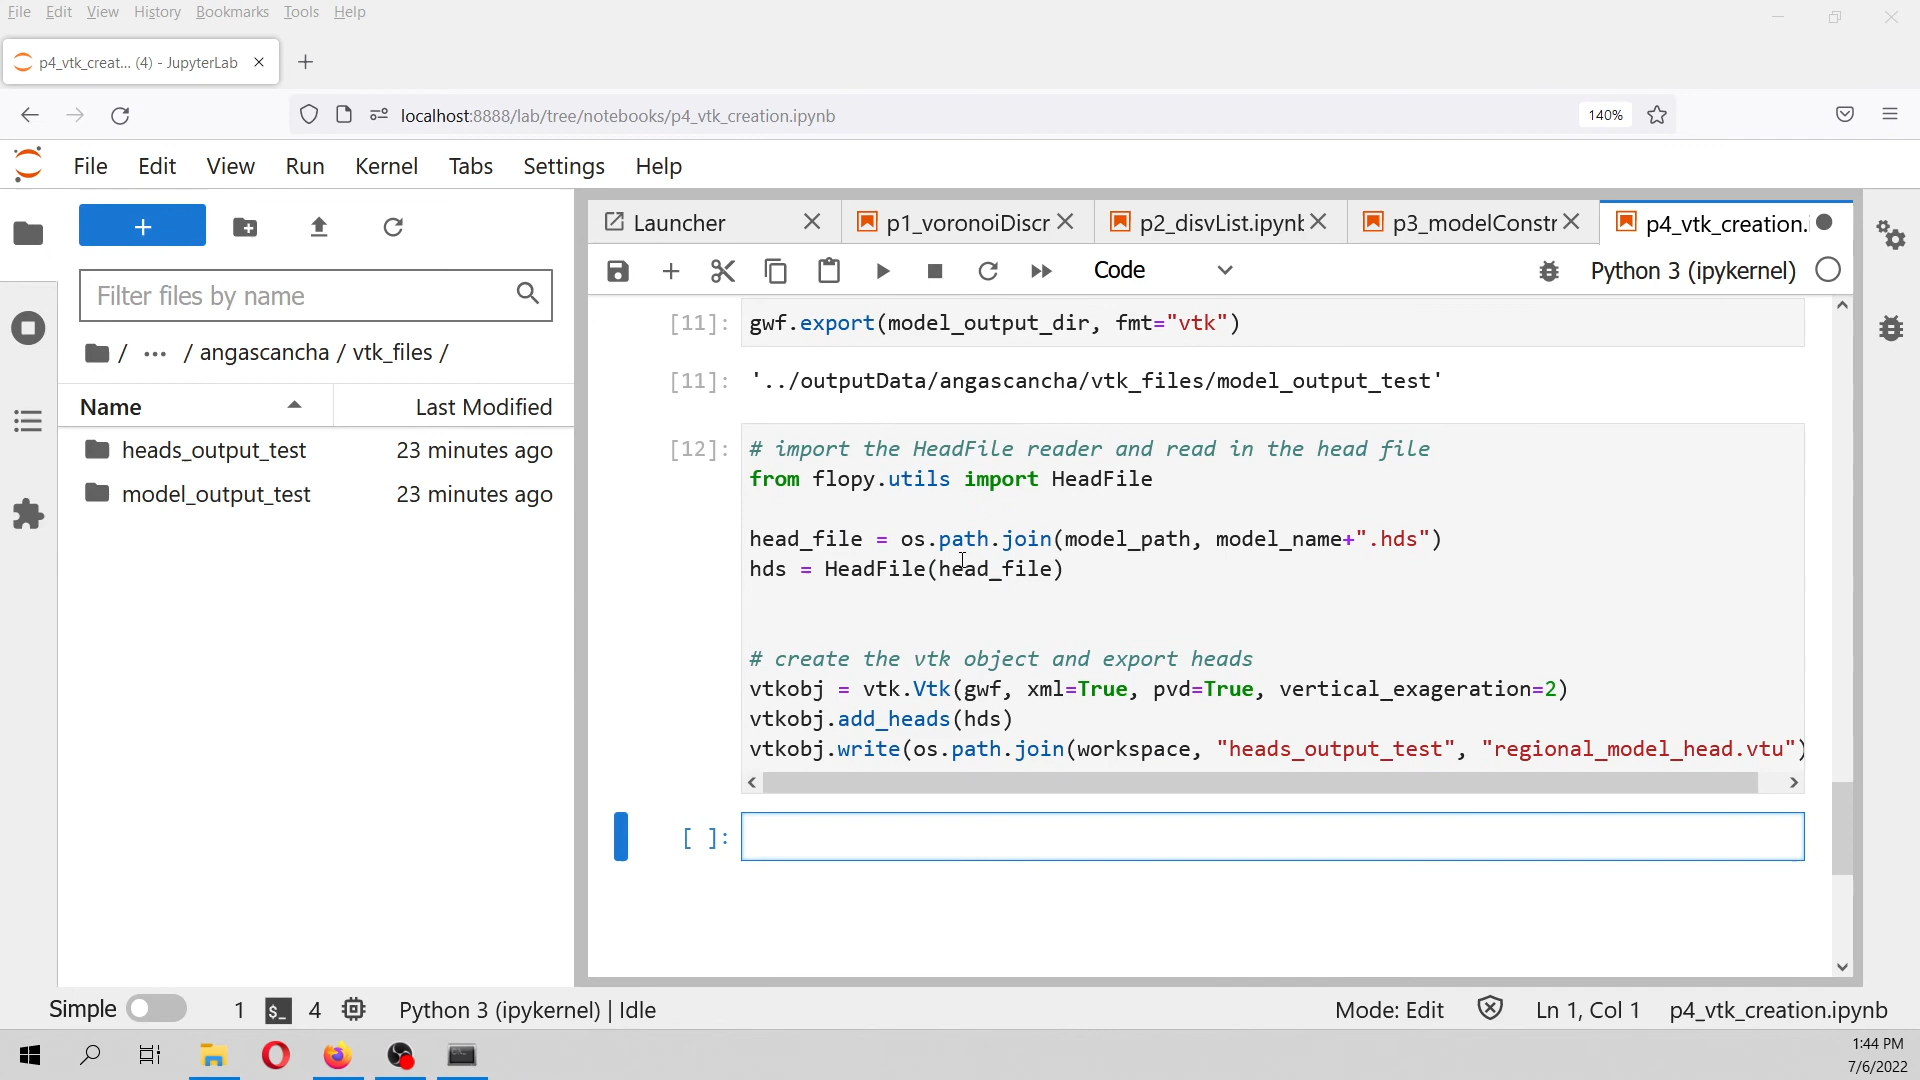 File Edit View History Bookmarks Tools Help
p4_vtk_creat... (4) - JupyterLab
localhost:8888/lab/tree/notebooks/p4_vtk_creation.ipynb 140%
File Edit View Run Kernel Tabs Settings Help
Launcher p1_voronoiDiscr p2_disvList.ipynb p3_modelConstr p4_vtk_creation.
Code Python 3 (ipykernel)
Filter files by name
/ ··· / angascancha / vtk_files /
Name Last Modified
heads_output_test 23 minutes ago
model_output_test 23 minutes ago
[11]: gwf.export(model_output_dir, fmt="vtk")
[11]: '../outputData/angascancha/vtk_files/model_output_test'
[12]: # import the HeadFile reader and read in the head file
from flopy.utils import HeadFile
head_file = os.path.join(model_path, model_name+".hds")
hds = HeadFile(head_file)
# create the vtk object and export heads
vtkobj = vtk.Vtk(gwf, xml=True, pvd=True, vertical_exageration=2)
vtkobj.add_heads(hds)
vtkobj.write(os.path.join(workspace, "heads_output_test", "regional_model_head.vtu")
[ ]:
Simple 1 $_ 4 Python 3 (ipykernel) | Idle Mode: Edit Ln 1, Col 1 p4_vtk_creation.ipynb
1:44 PM
7/6/2022